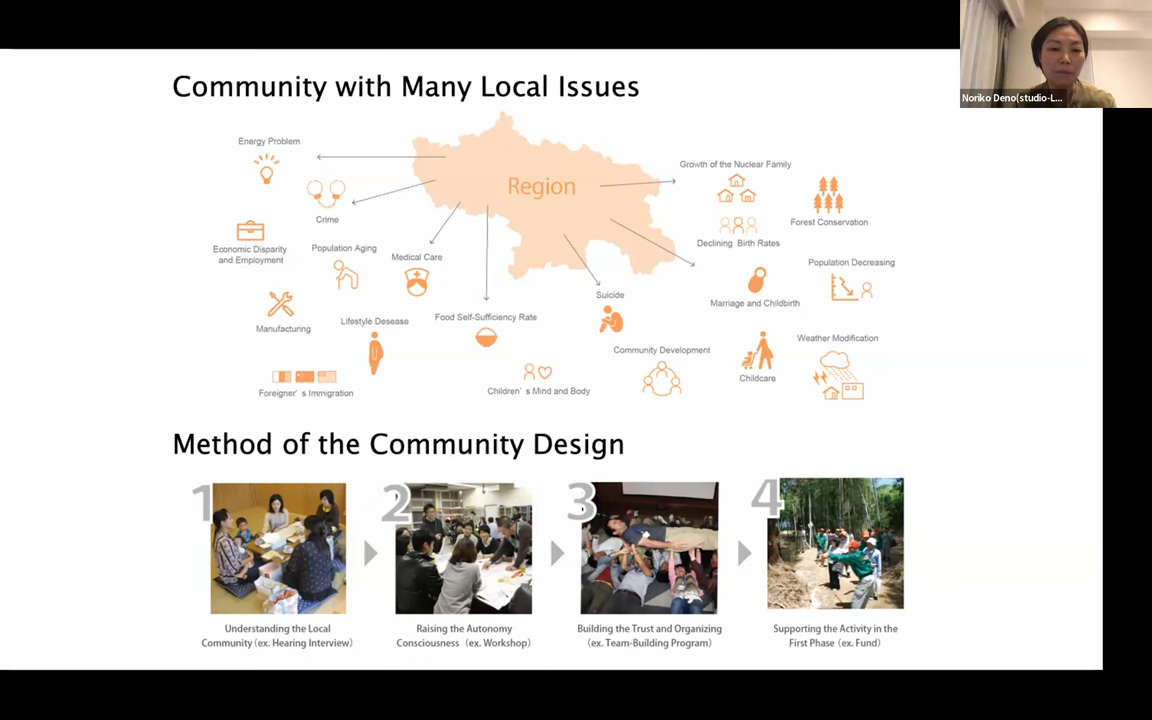 Noriko Deno(studio-L...
Community with Many Local Issues
Energy Problem
Crime
Economic Disparity
and Employment
Population Aging
Medical Care
Manufacturing
Lifestyle Desease
Food Self-Sufficiency Rate
Foreigner' s Immigration
Children' s Mind and Body
Region
Suicide
Community Development
Growth of the Nuclear Family
Declining Birth Rates
Forest Conservation
Population Decreasing
Marriage and Childbirth
Childcare
Weather Modification
Method of the Community Design
1
Understanding the Local
Community(ex. Hearing Interview)
2
Raising the Autonomy
Consciousness (ex. Workshop)
3
Building the Trust and Organizing
(ex. Team-Building Program)
4
Supporting the Activity in the
First Phase (ex. Fund)